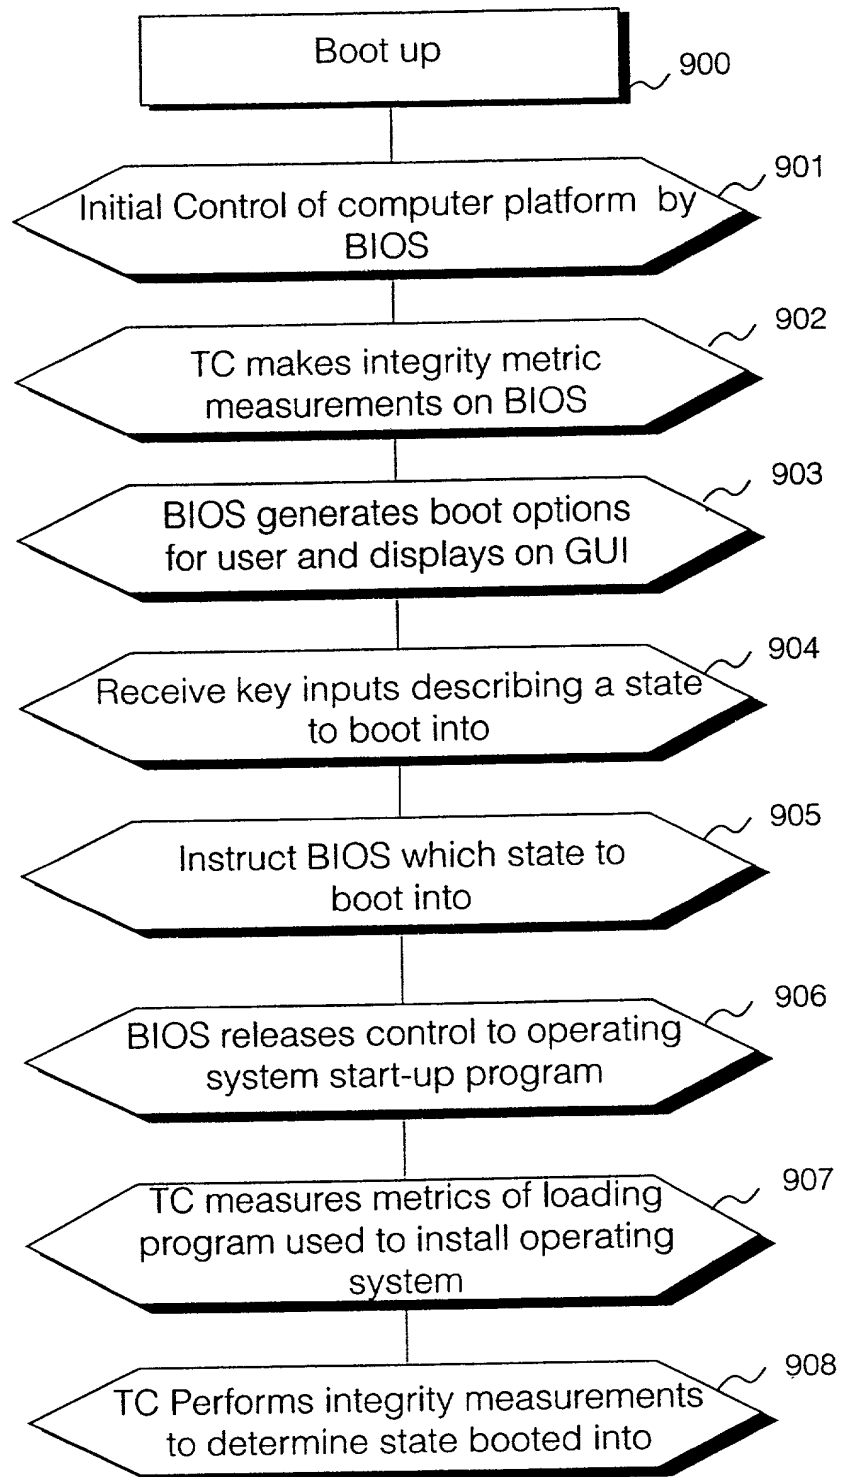 Boot up
900
901
Initial Control of computer platform by
BIOS
902
TC makes integrity metric
measurements on BIOS
903
BIOS generates boot options
for user and displays on GUI
904
Receive key inputs describing a state
to boot into
905
Instruct BIOS which state to
boot into
906
BIOS releases control to operating
system start-up program
907
TC measures metrics of loading
program used to install operating
system
908
TC Performs integrity measurements
to determine state booted into